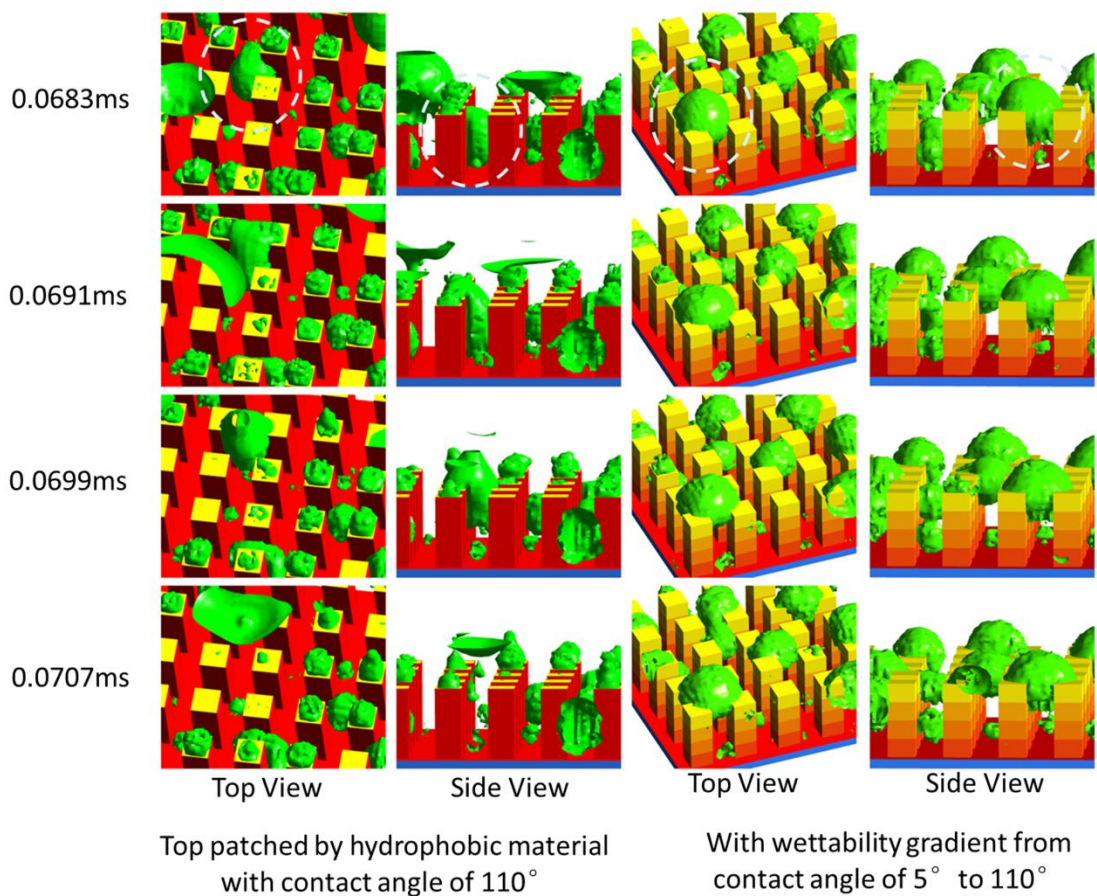 0.0683ms
0.0691ms
0.0699ms
0.0707ms
Top View
Side View
Top View
Side View
Top patched by hydrophobic material
with contact angle of 110°
With wettability gradient from
contact angle of 5° to 110°